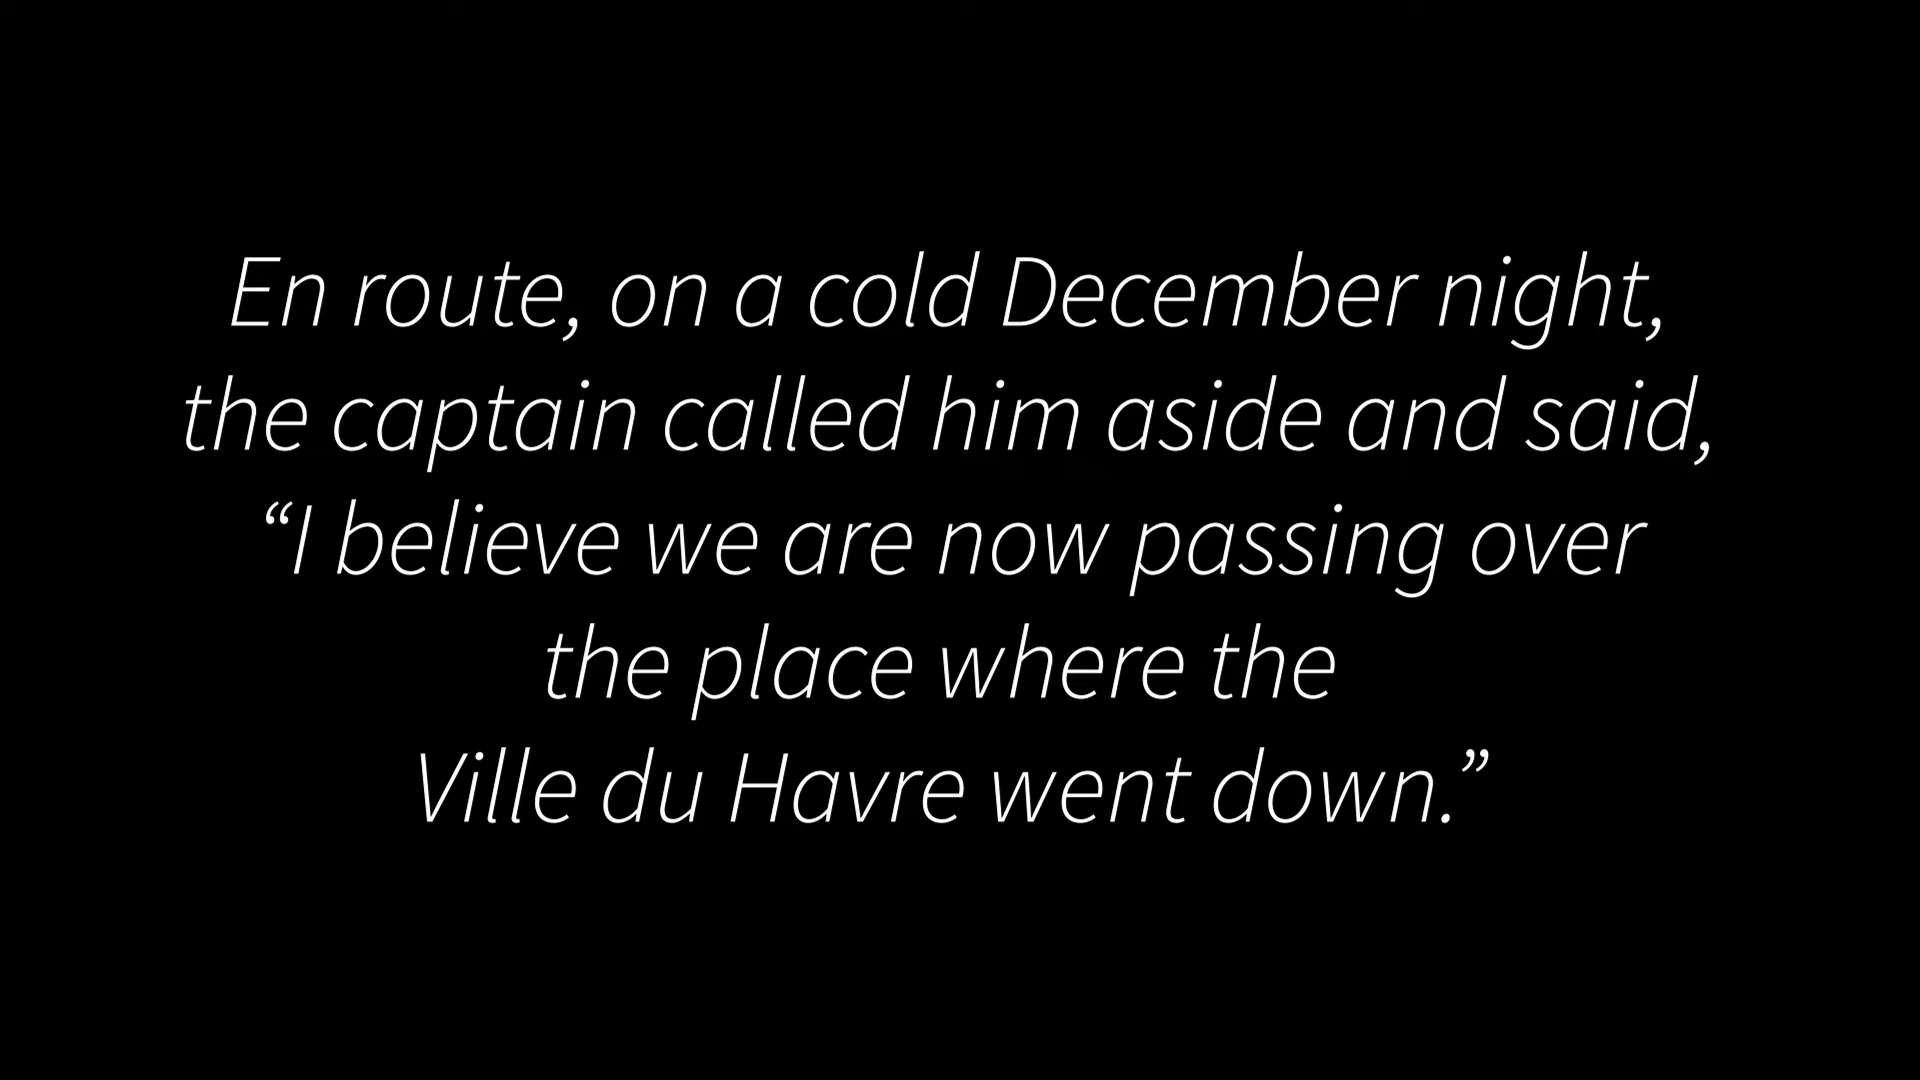 En route, on a cold December night,
the captain called him aside and said,
“I believe we are now passing over
the place where the
Ville du Havre went down.”